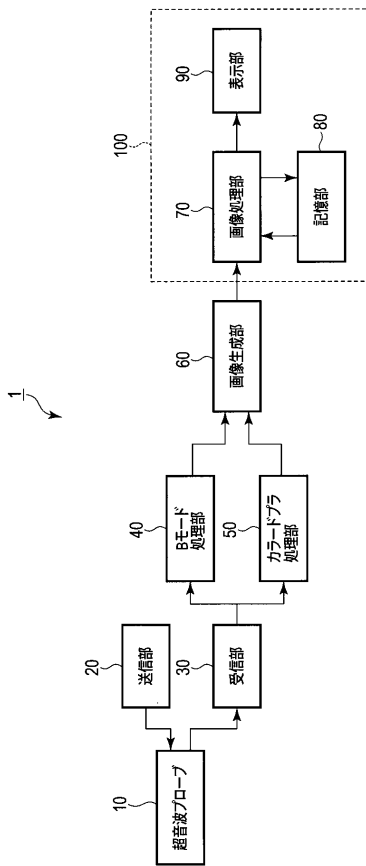 1
10
超音波プローブ
20
送信部
30
受信部
40
Bモード
処理部
50
カラードプラ
処理部
60
画像生成部
100
70
画像処理部
80
記憶部
90
表示部